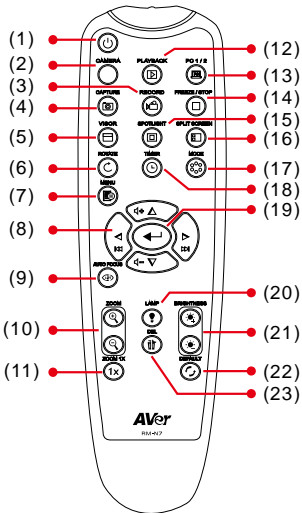 (1)
(2)
(3)
(4)
(5)
(6)
(7)
(8)
(9)
(10)
(11)
CAMERA
PLAYBACK
PC 1 / 2
CAPTURE
RECORD
FREEZE / STOP
VISOR
SPOTLIGHT
SPLIT SCREEN
ROTATE
TIMER
MODE
MENU
AUTO FOCUS
ZOOM
LAMP
BRIGHTNESS
ZOOM 1X
1x
DEL
DEFAULT
AVer
RM-N7
(12)
(13)
(14)
(15)
(16)
(17)
(18)
(19)
(20)
(21)
(22)
(23)